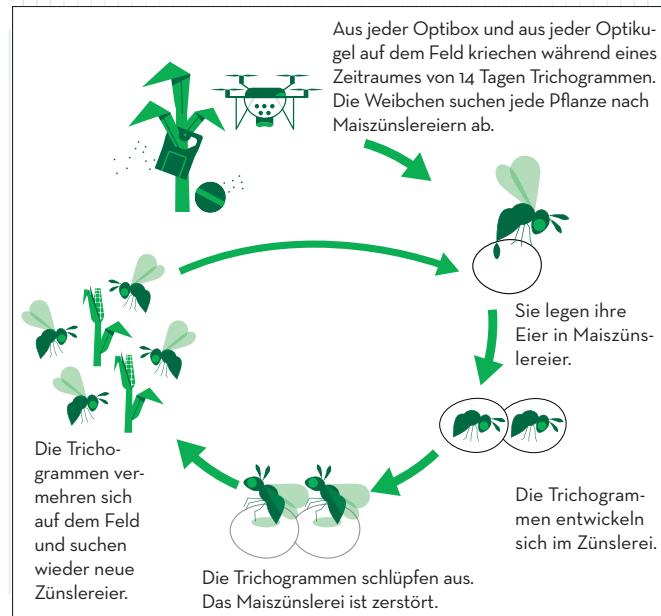 Aus jeder Optibox und aus jeder Optiku-
gel auf dem Feld kriechen während eines
Zeitraumes von 14 Tagen Trichogrammen.
Die Weibchen suchen jede Pflanze nach
Maiszünslereiern ab.
Sie legen ihre
Eier in Maiszüns-
lereier.
Die Trichogram-
men entwickeln
sich im Zünslerei.
Die Trichogrammen schlüpfen aus.
Das Maiszünslerei ist zerstört.
Die Tricho-
grammen ver-
mehren sich
auf dem Feld
und suchen
wieder neue
Zünslereier.